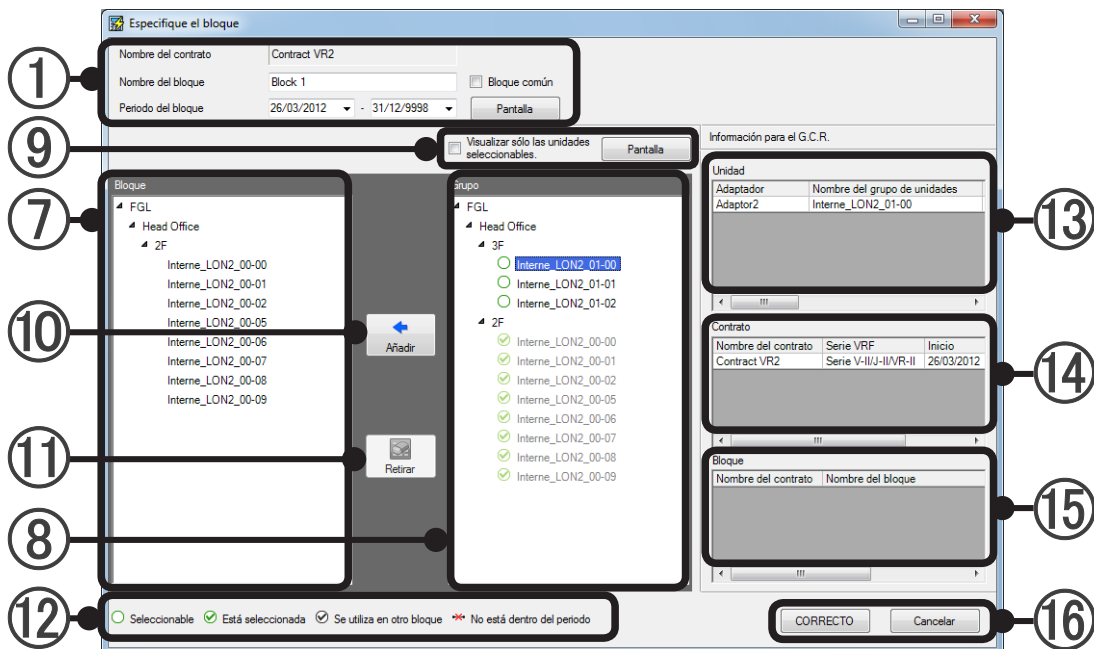 Especifique el bloque
① Nombre del contrato Contract VR2
Nombre del bloque Block 1 Bloque común
Periodo del bloque 26/03/2012 - 31/12/9998 Pantalla
⑨ Visualizar sólo las unidades
seleccionables. Pantalla
⑦ Bloque
FGL
Head Office
2F
Interne_LON2_00-00
Interne_LON2_00-01
Interne_LON2_00-02
Interne_LON2_00-05
Interne_LON2_00-06
Interne_LON2_00-07
Interne_LON2_00-08
Interne_LON2_00-09
⑩ Añadir
⑪ Retirar
⑧ Grupo
FGL
Head Office
3F
Interne_LON2_01-00
Interne_LON2_01-01
Interne_LON2_01-02
2F
Interne_LON2_00-00
Interne_LON2_00-01
Interne_LON2_00-02
Interne_LON2_00-05
Interne_LON2_00-06
Interne_LON2_00-07
Interne_LON2_00-08
Interne_LON2_00-09
Información para el G.C.R.
⑬ Unidad
Adaptador Nombre del grupo de unidades
Adaptor2 Interne_LON2_01-00
⑭ Contrato
Nombre del contrato Serie VRF Inicio
Contract VR2 Serie V-II/J-II/VR-II 26/03/2012
⑮ Bloque
Nombre del contrato Nombre del bloque
⑫ Seleccionable Está seleccionada Se utiliza en otro bloque No está dentro del periodo
⑯ CORRECTO Cancelar